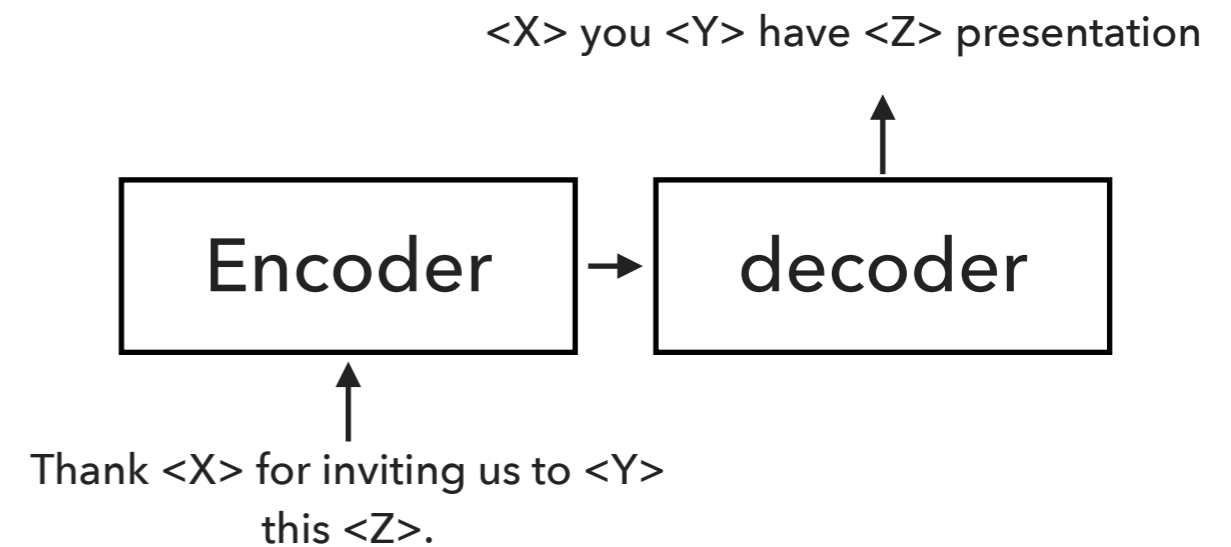 <X> you <Y> have <Z> presentation
Encoder
decoder
Thank <X> for inviting us to <Y>
this <Z>.